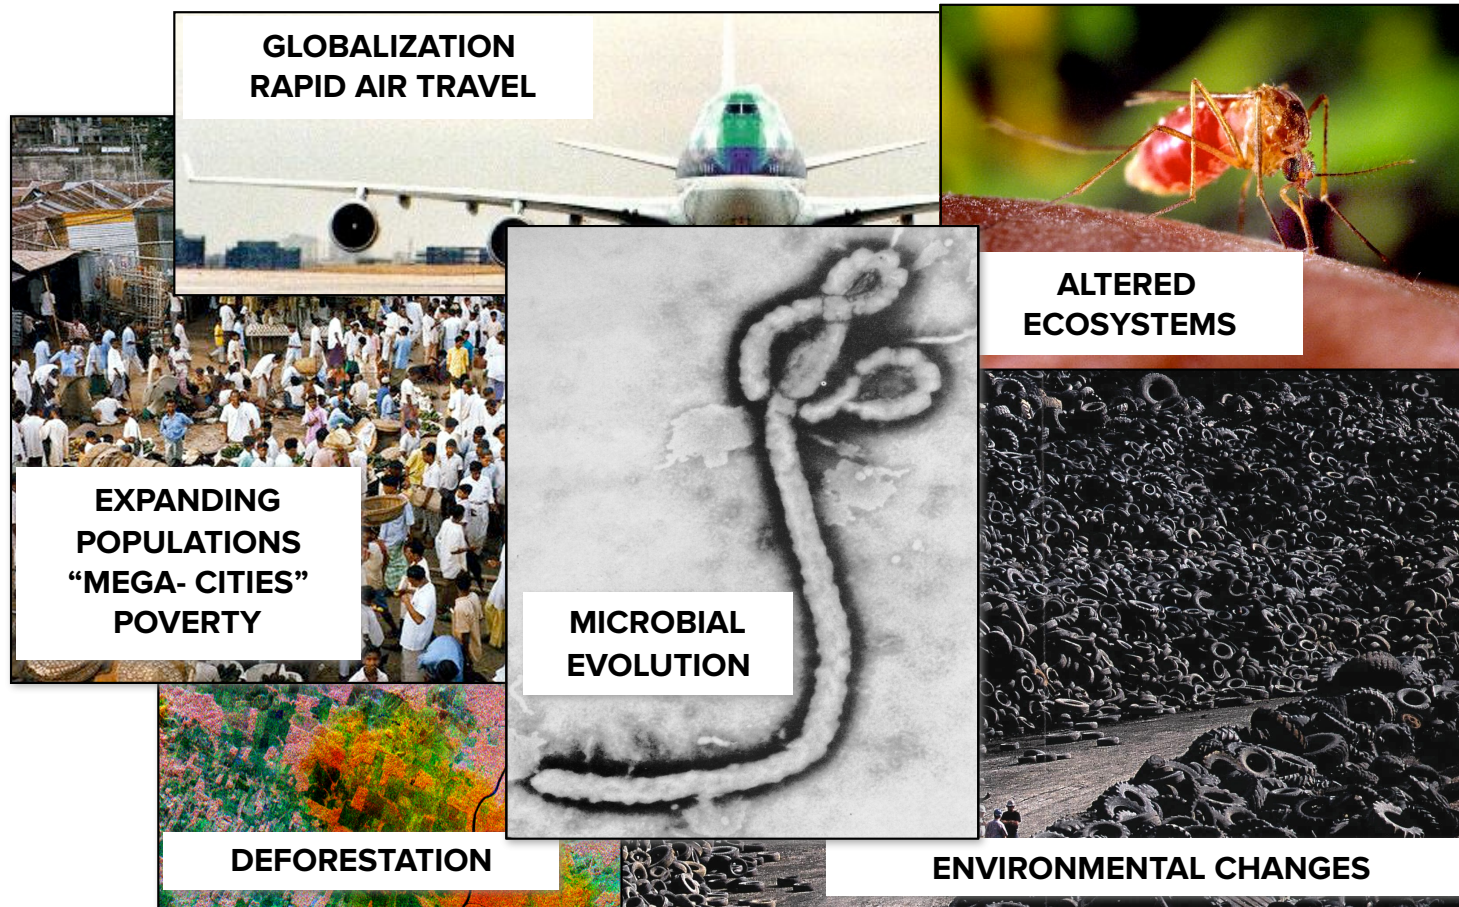 GLOBALIZATION
RAPID AIR TRAVEL
ALTERED
ECOSYSTEMS
EXPANDING
POPULATIONS
“MEGA- CITIES”
POVERTY
MICROBIAL
EVOLUTION
DEFORESTATION
ENVIRONMENTAL CHANGES